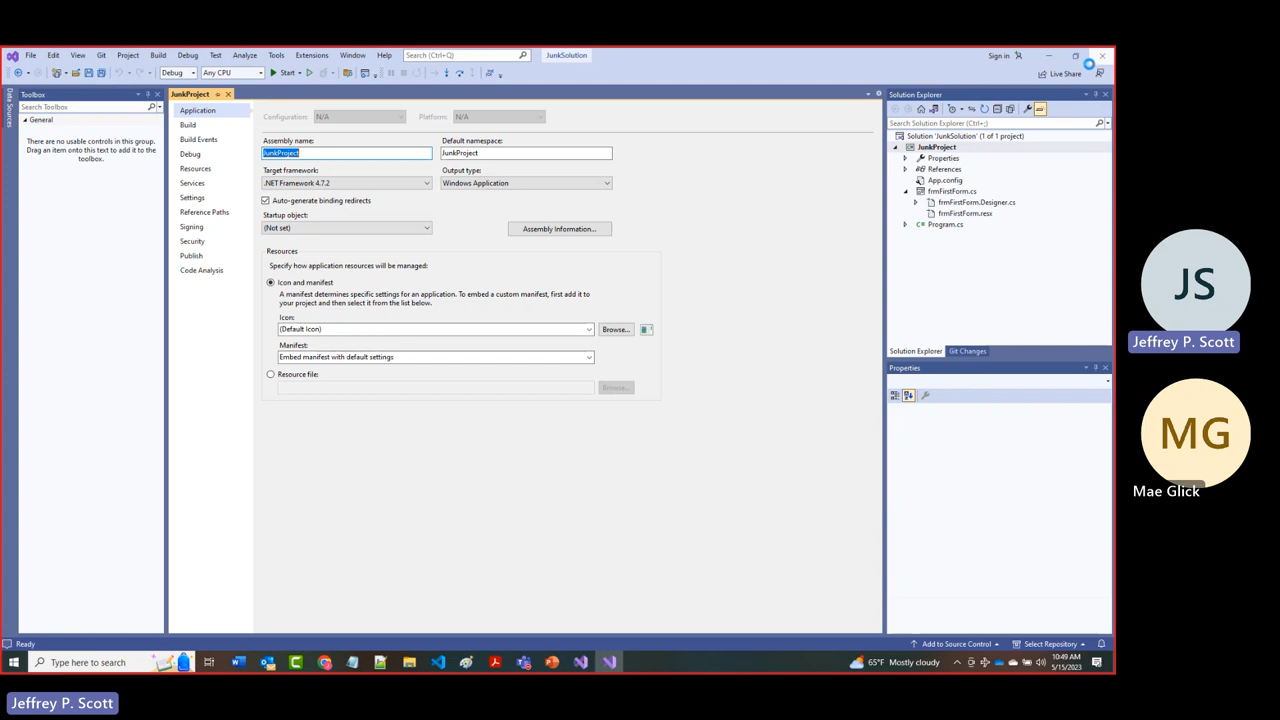 File Edit View Git Project Build Debug Test Analyze Tools Extensions Window Help Search (Ctrl+Q) JunkSolution Sign in
Debug Any CPU Start Live Share
Data Sources
Toolbox
Search Toolbox
General
There are no usable controls in this group.
Drag an item onto this text to add it to the
toolbox.
JunkProject
Application
Build
Build Events
Debug
Resources
Services
Settings
Reference Paths
Signing
Security
Publish
Code Analysis
Configuration: N/A Platform: N/A
Assembly name: Default namespace:
JunkProject JunkProject
Target framework: Output type:
.NET Framework 4.7.2 Windows Application
Auto-generate binding redirects
Startup object:
(Not set) Assembly Information...
Resources
Specify how application resources will be managed:
Icon and manifest
A manifest determines specific settings for an application. To embed a custom manifest, first add it to
your project and then select it from the list below.
Icon:
(Default Icon) Browse...
Manifest:
Embed manifest with default settings
Resource file:
Browse...
Solution Explorer
Search Solution Explorer (Ctrl+;)
Solution 'JunkSolution' (1 of 1 project)
JunkProject
Properties
References
App.config
frmFirstForm.cs
frmFirstForm.Designer.cs
frmFirstForm.resx
C# Program.cs
Solution Explorer Git Changes
Properties
Ready Add to Source Control Select Repository
Type here to search 65°F Mostly cloudy 10:49 AM
5/15/2023
JS
Jeffrey P. Scott
MG
Mae Glick
Jeffrey P. Scott